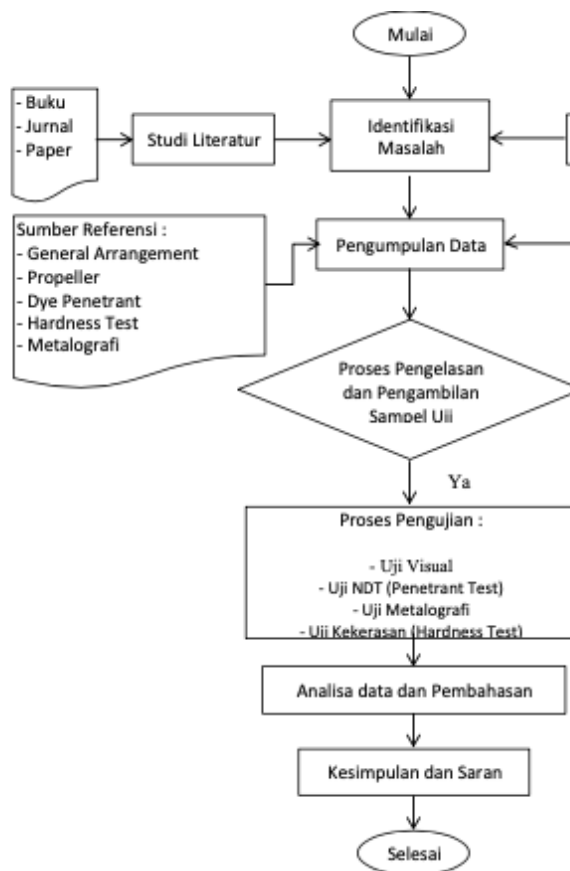 Mulai
- Buku
- Jurnal
- Paper
Studi Literatur
Identifikasi
Masalah
Sumber Referensi :
- General Arrangement
- Propeller
- Dye Penetrant
- Hardness Test
- Metalografi
Pengumpulan Data
Proses Pengelasan
dan Pengambilan
Sampel Uji
Ya
Proses Pengujian :
- Uji Visual
- Uji NDT (Penetrant Test)
- Uji Metalografi
- Uji Kekerasan (Hardness Test)
Analisa data dan Pembahasan
Kesimpulan dan Saran
Selesai